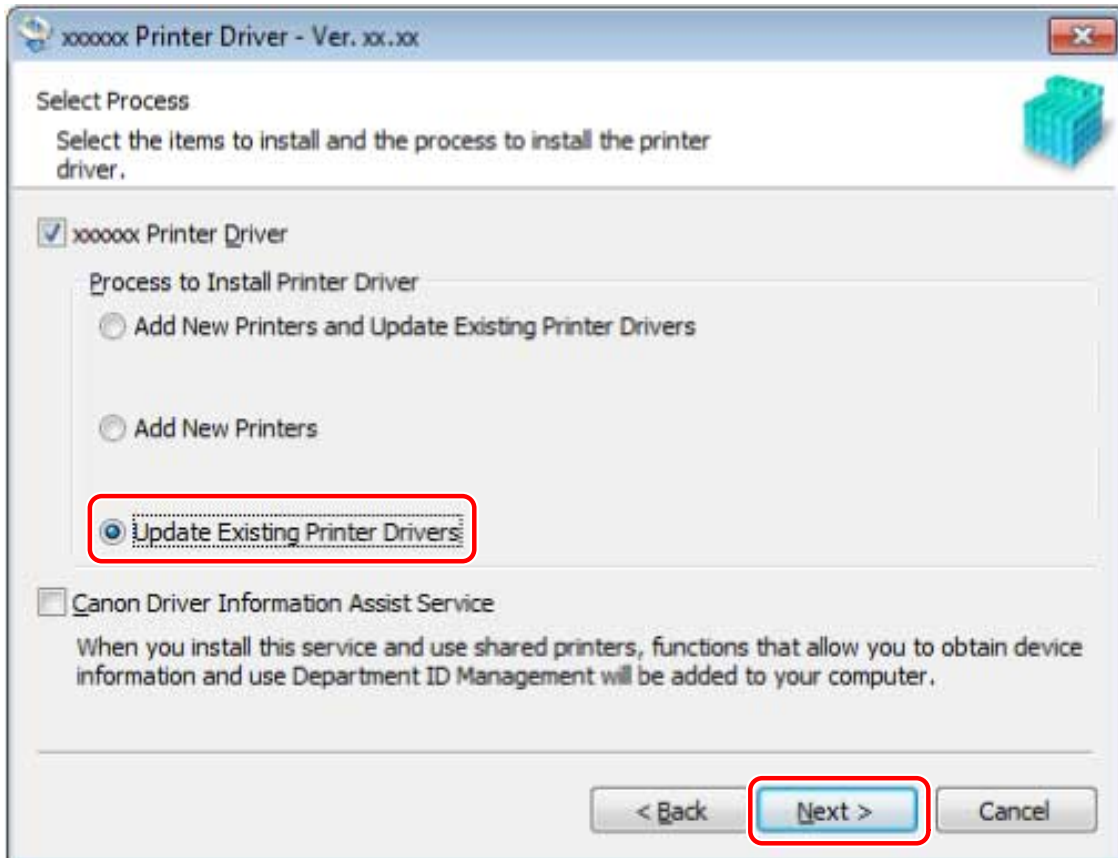 xxxxxx Printer Driver - Ver. xx.xx
Select Process
Select the items to install and the process to install the printer
driver.
xxxxxx Printer Driver
Process to Install Printer Driver
Add New Printers and Update Existing Printer Drivers
Add New Printers
Update Existing Printer Drivers
Canon Driver Information Assist Service
When you install this service and use shared printers, functions that allow you to obtain device
information and use Department ID Management will be added to your computer.
< Back Next > Cancel